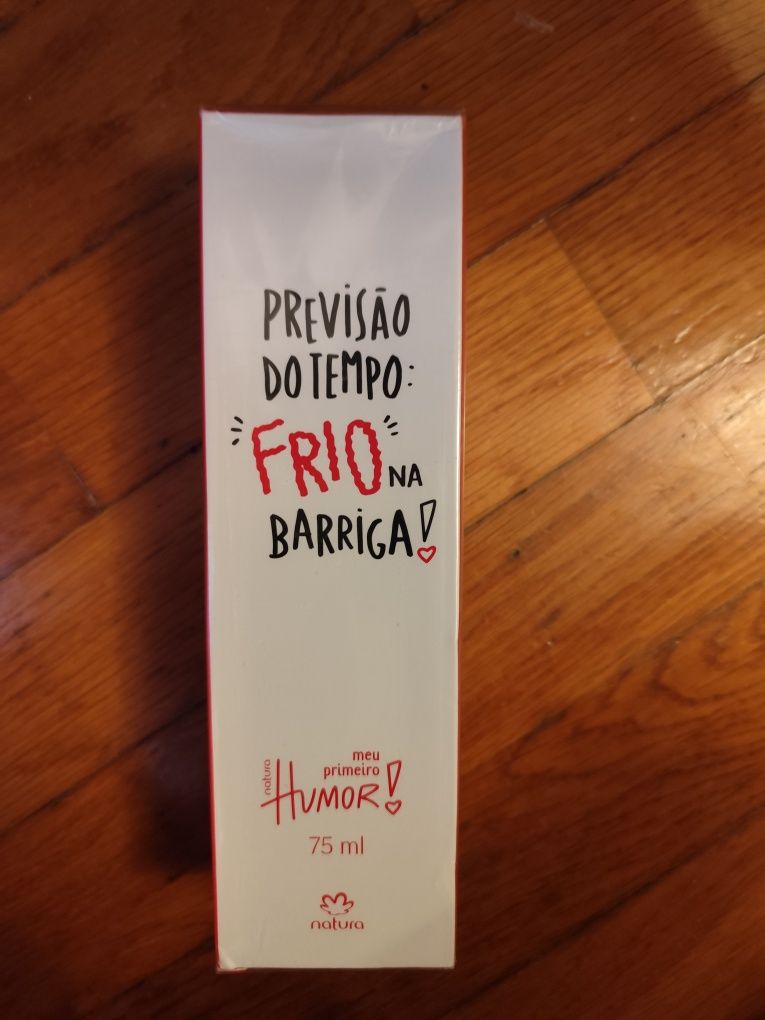 PREVISÃO
DO TEMPO:
"FRIO" NA
BARRIGA!
meu
primeiro
natura
HUMOR!
75 ml
natura